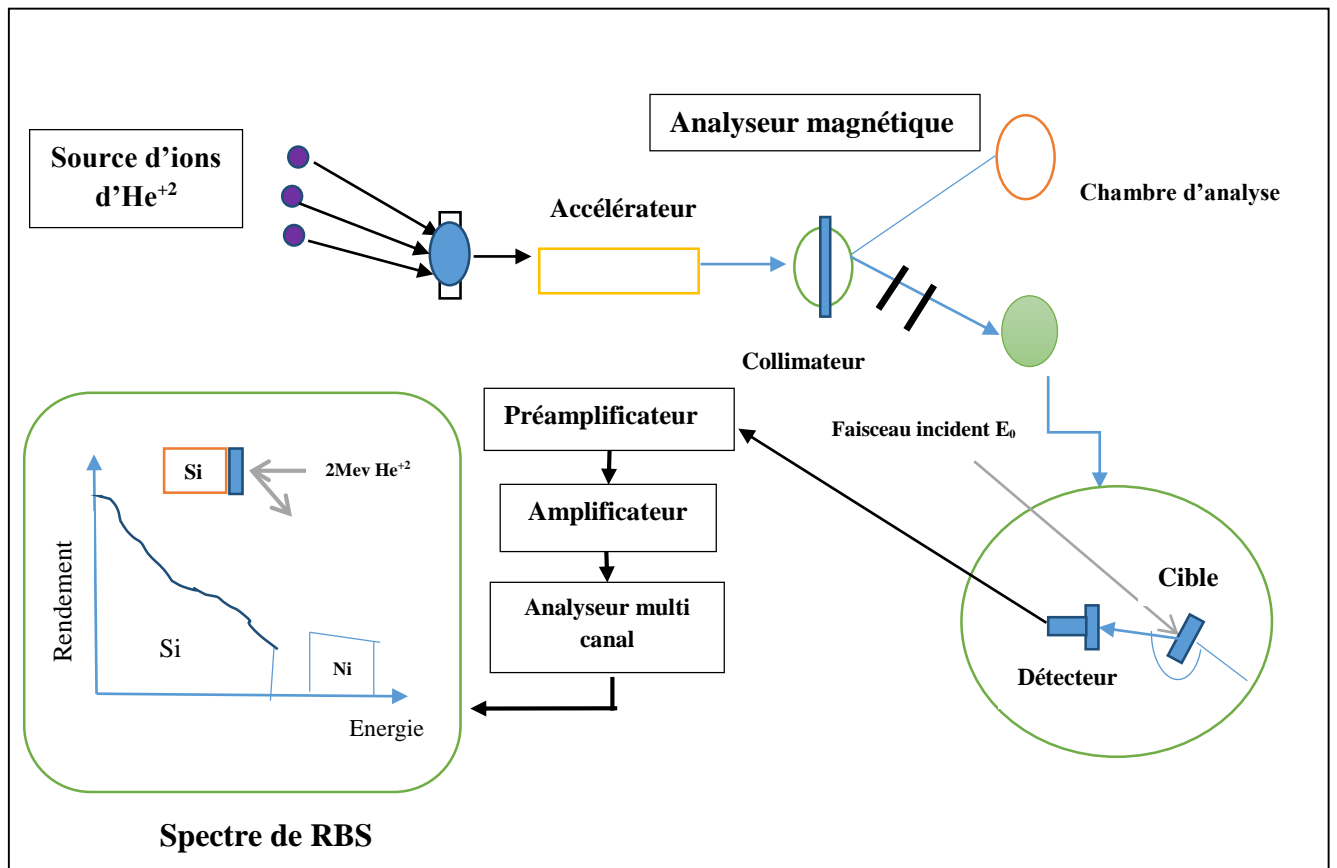 Source d'ions
d'He⁺²
Accélérateur
Analyseur magnétique
Chambre d'analyse
Collimateur
Préamplificateur
Amplificateur
Analyseur multi
canal
Faisceau incident E₀
Cible
Détecteur
Si
2Mev He⁺²
Rendement
Si
Ni
Energie
Spectre de RBS